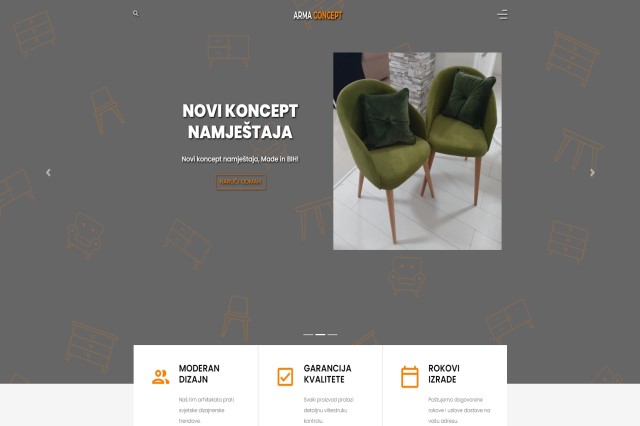 ARMA CONCEPT
NOVI KONCEPT
NAMJEŠTAJA
Novi koncept namještaja, Made in BIH!
NARUČI ODMAH!
MODERAN
DIZAJN
Naš tim arhitekata prati
svjetske dizajnerske
trendove.
GARANCIJA
KVALITETE
Svaki proizvod prolazi
detaljnu višestruku
kontrolu.
ROKOVI
IZRADE
Poštujemo dogovorene
rokove i uslove dostave na
vašu adresu.